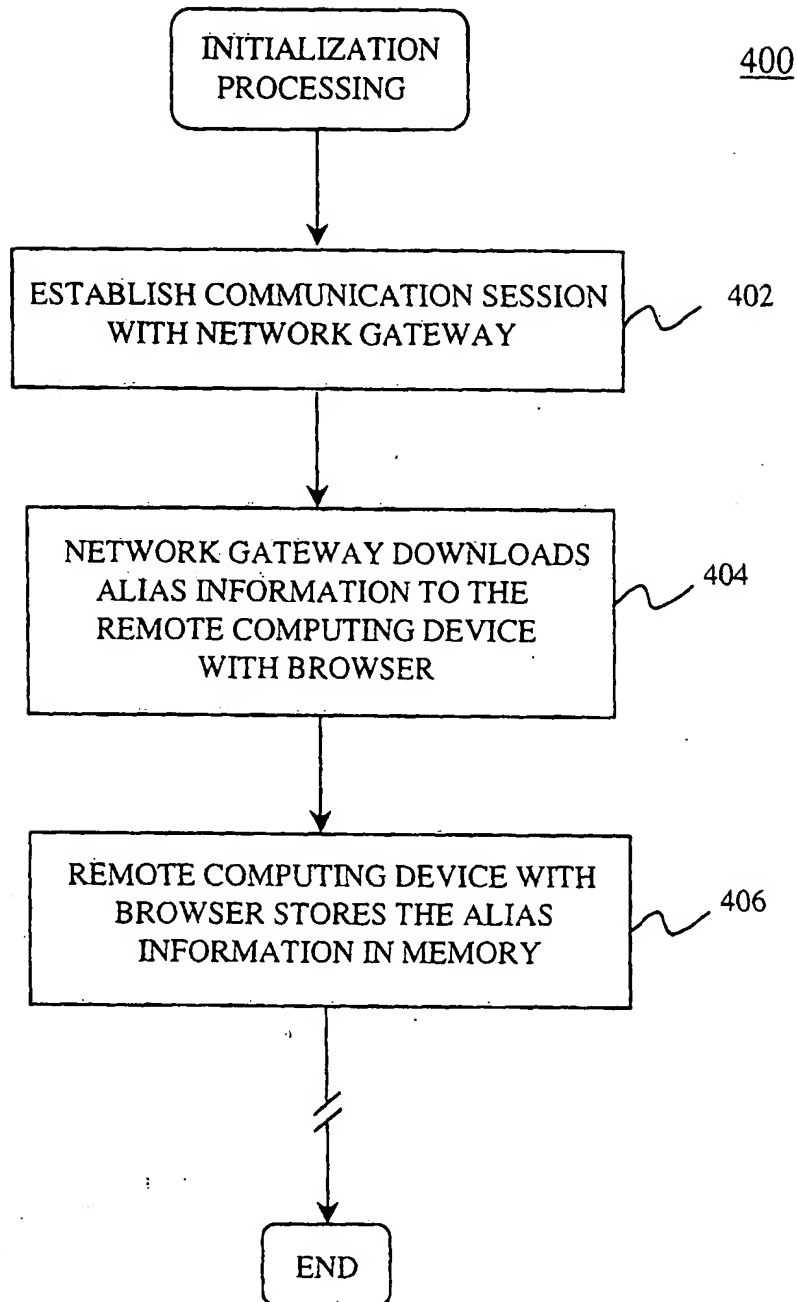 INITIALIZATION
PROCESSING
400
ESTABLISH COMMUNICATION SESSION
WITH NETWORK GATEWAY
402
NETWORK GATEWAY DOWNLOADS
ALIAS INFORMATION TO THE
REMOTE COMPUTING DEVICE
WITH BROWSER
404
REMOTE COMPUTING DEVICE WITH
BROWSER STORES THE ALIAS
INFORMATION IN MEMORY
406
END